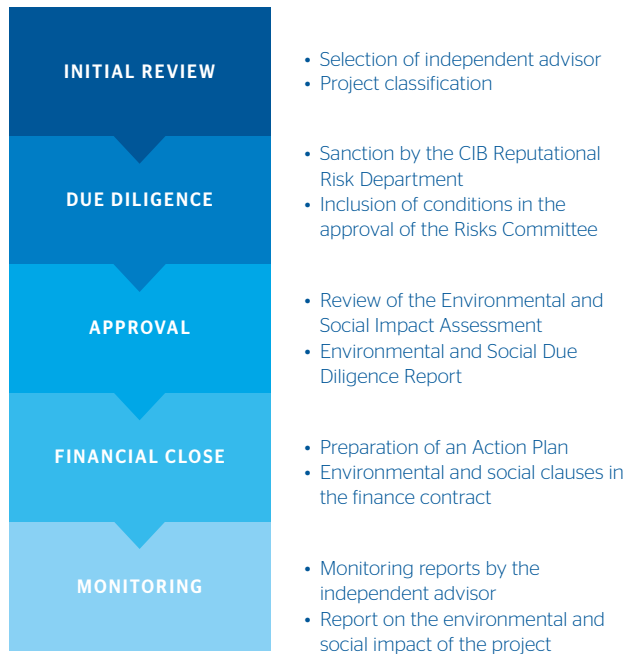 INITIAL REVIEW
• Selection of independent advisor
• Project classification
DUE DILIGENCE
• Sanction by the CIB Reputational
Risk Department
• Inclusion of conditions in the
approval of the Risks Committee
APPROVAL
• Review of the Environmental and
Social Impact Assessment
• Environmental and Social Due
Diligence Report
FINANCIAL CLOSE
• Preparation of an Action Plan
• Environmental and social clauses in
the finance contract
MONITORING
• Monitoring reports by the
independent advisor
• Report on the environmental and
social impact of the project